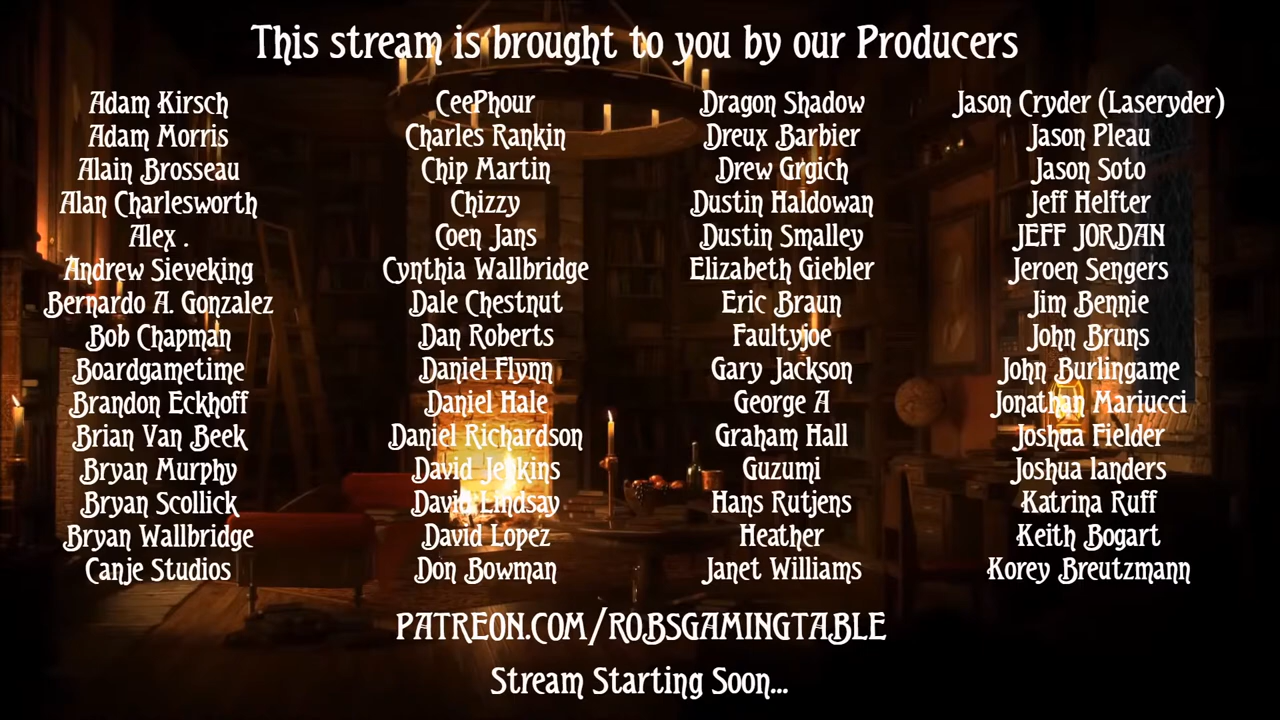 This stream is brought to you by our Producers
Adam Kirsch
Adam Morris
Alain Brosseau
Alan Charlesworth
Alex .
Andrew Sieveking
Bernardo A. Gonzalez
Bob Chapman
Boardgametime
Brandon Eckhoff
Brian Van Beek
Bryan Murphy
Bryan Scollick
Bryan Wallbridge
Canje Studios
CeePhour
Charles Rankin
Chip Martin
Chizzy
Coen Jans
Cynthia Wallbridge
Dale Chestnut
Dan Roberts
Daniel Flynn
Daniel Hale
Daniel Richardson
David Jenkins
David Lindsay
David Lopez
Don Bowman
Dragon Shadow
Dreux Barbier
Drew Grgich
Dustin Haldowan
Dustin Smalley
Elizabeth Giebler
Eric Braun
Faultyjoe
Gary Jackson
George A
Graham Hall
Guzumi
Hans Rutjens
Heather
Janet Williams
Jason Cryder (Laseryder)
Jason Pleau
Jason Soto
Jeff Helfter
JEFF JORDAN
Jeroen Sengers
Jim Bennie
John Bruns
John Burlingame
Jonathan Mariucci
Joshua Fielder
Joshua landers
Katrina Ruff
Keith Bogart
Korey Breutzmann
PATREON.COM/ROBSGAMINGTABLE
Stream Starting Soon...